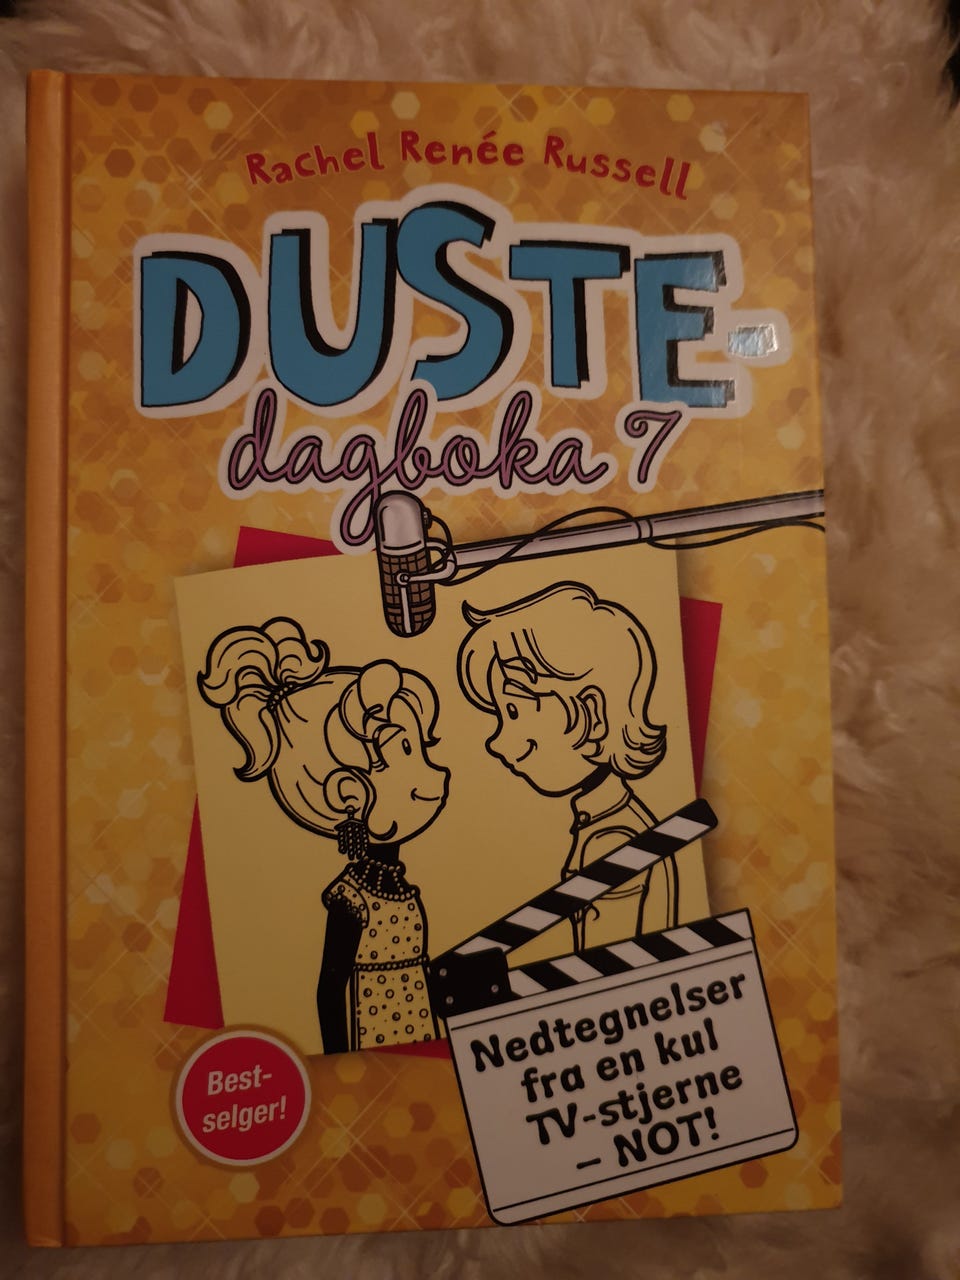 Rachel Renée Russell
DUSTE-
dagboka 7
Nedtegnelser
fra en kul
TV-stjerne
– NOT!
Best-
selger!